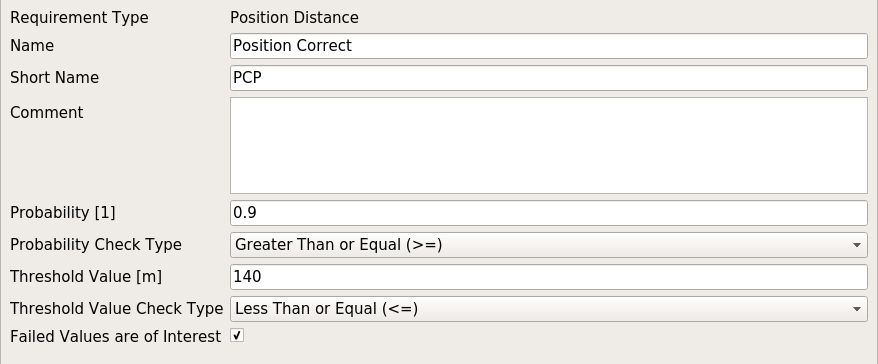 Requirement Type Position Distance
Name Position Correct
Short Name PCP
Comment
Probability [1] 0.9
Probability Check Type Greater Than or Equal (>=)
Threshold Value [m] 140
Threshold Value Check Type Less Than or Equal (<=)
Failed Values are of Interest